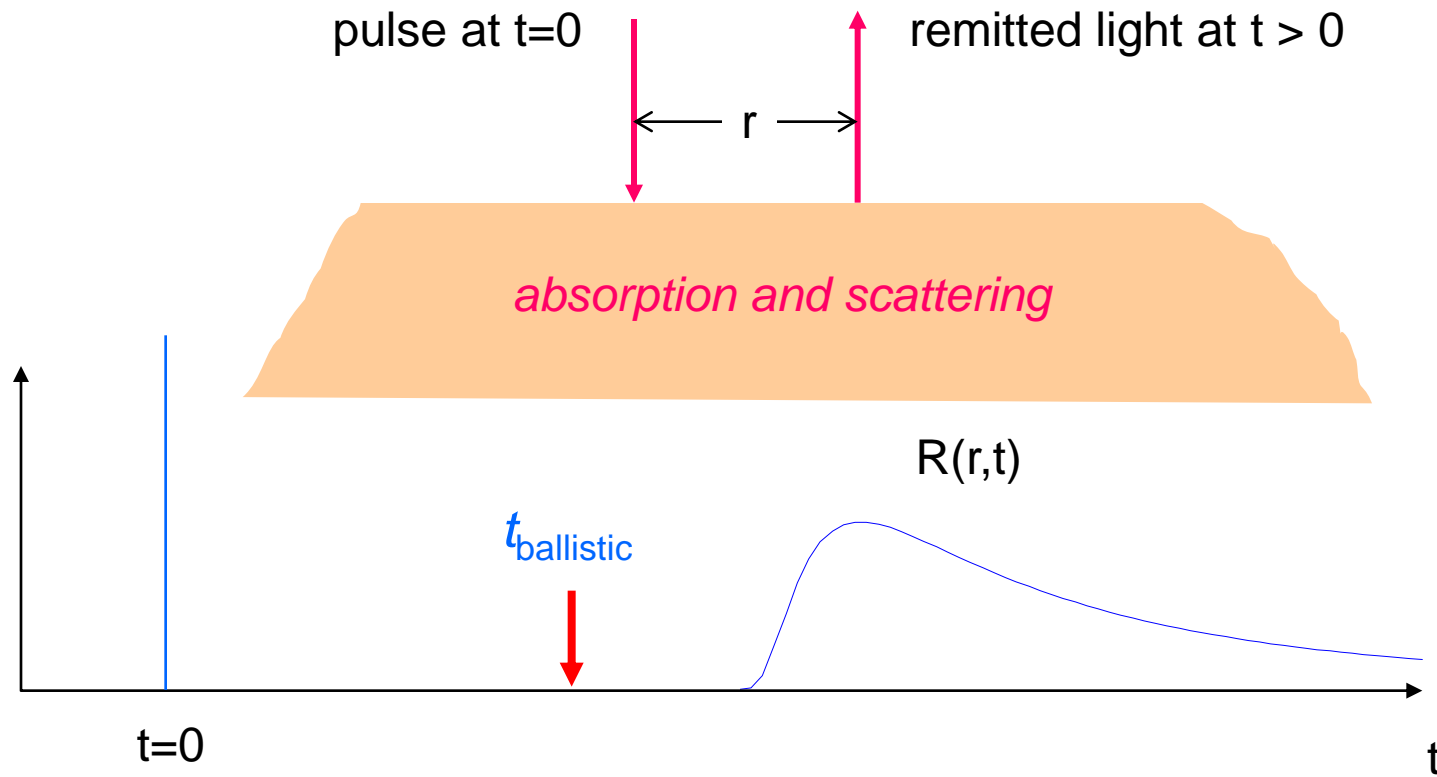 pulse at t=0
remitted light at t > 0
r
absorption and scattering
R(r,t)
tballistic
t=0
t